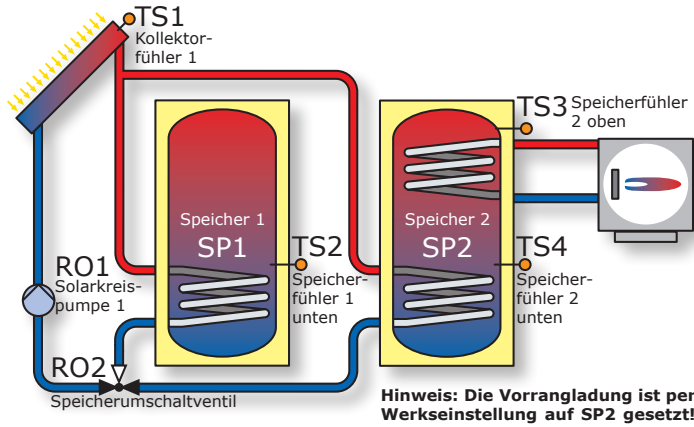 TS1
Kollektor-
fühler 1
TS3 Speicherfühler
2 oben
Speicher 1
SP1
Speicher 2
SP2
TS2
Speicher-
fühler 1
unten
TS4
Speicher-
fühler 2
unten
RO1
Solarkreis-
pumpe 1
RO2
Speicherumschaltventil
Hinweis: Die Vorrangladung ist per
Werkseinstellung auf SP2 gesetzt!